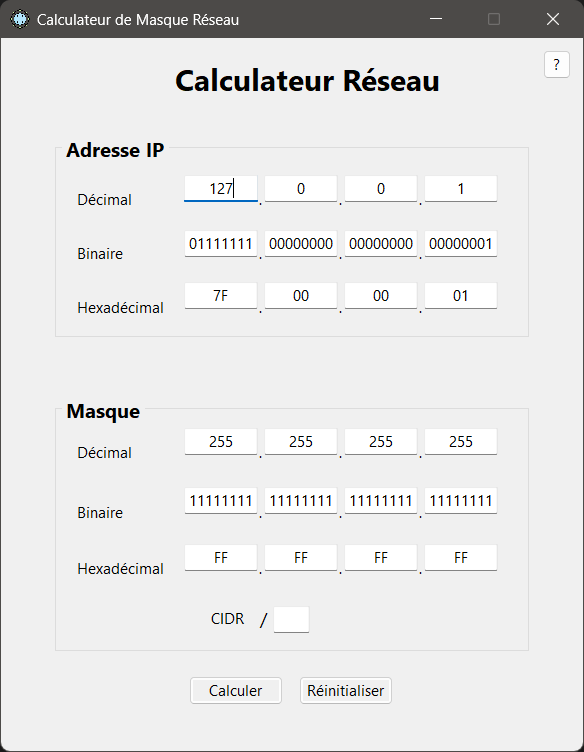 Calculateur de Masque Réseau
?
Calculateur Réseau
Adresse IP
Décimal 127 . 0 . 0 . 1
Binaire 01111111 . 00000000 . 00000000 . 00000001
Hexadécimal 7F . 00 . 00 . 01
Masque
Décimal 255 . 255 . 255 . 255
Binaire 11111111 . 11111111 . 11111111 . 11111111
Hexadécimal FF . FF . FF . FF
CIDR /
Calculer Réinitialiser